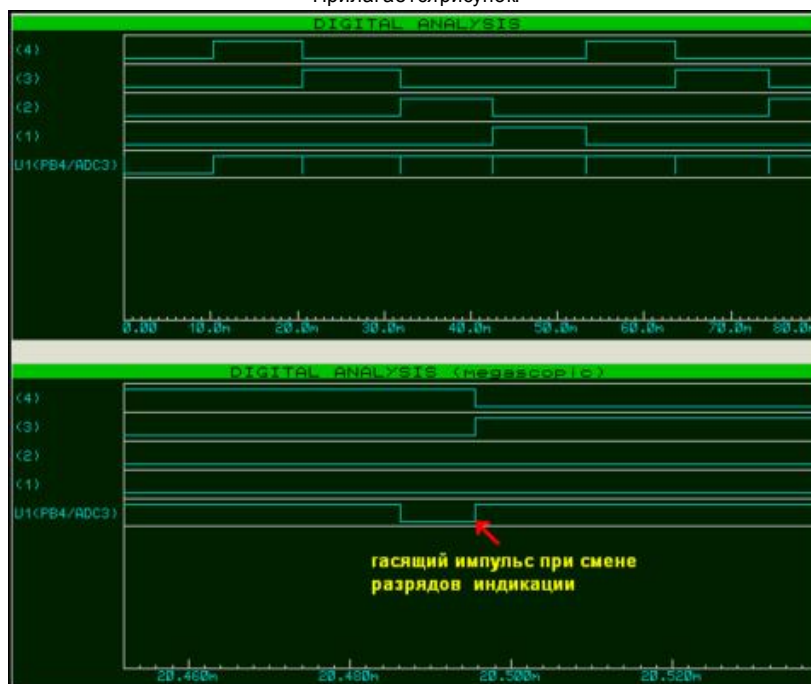 Прилагается рисунок.
DIGITAL ANALYSIS
(4)
(3)
(2)
(1)
U1(PB4/ADC3)
0.00 10.0m 20.0m 30.0m 40.0m 50.0m 60.0m 70.0m 80.0m
DIGITAL ANALYSIS (megascopic)
(4)
(3)
(2)
(1)
U1(PB4/ADC3)
гасящий импульс при смене
разрядов индикации
20.460m 20.480m 20.500m 20.520m